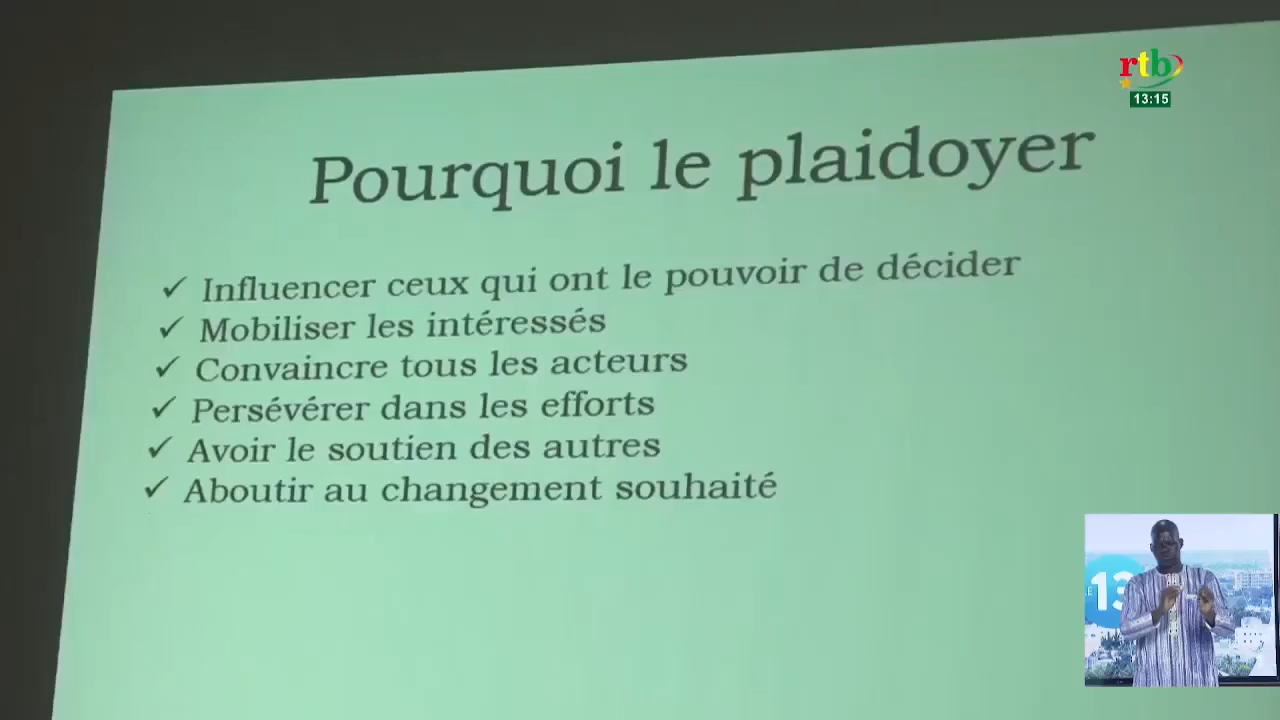 rtb
13:15
Pourquoi le plaidoyer
✓ Influencer ceux qui ont le pouvoir de décider
✓ Mobiliser les intéressés
✓ Convaincre tous les acteurs
✓ Persévérer dans les efforts
✓ Avoir le soutien des autres
✓ Aboutir au changement souhaité
13